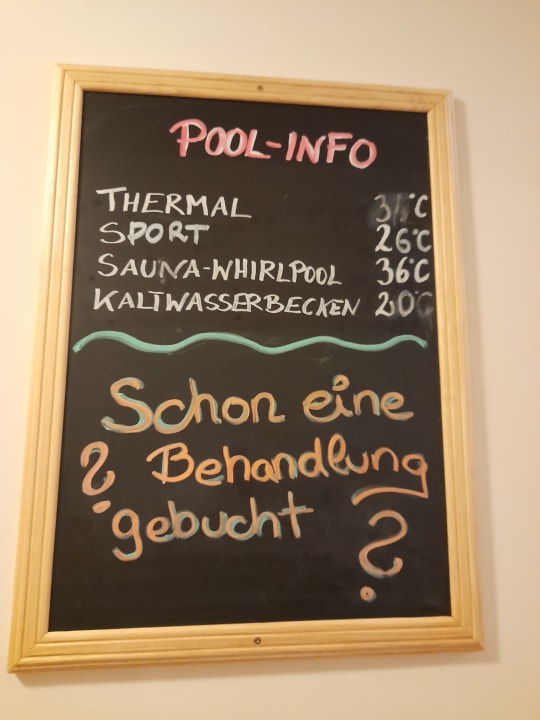 POOL-INFO
THERMAL
SPORT 26°C
SAUNA-WHIRLPOOL 36°C
KALTWASSERBECKEN 20°C
Schon eine
? Behandlung
gebucht ?